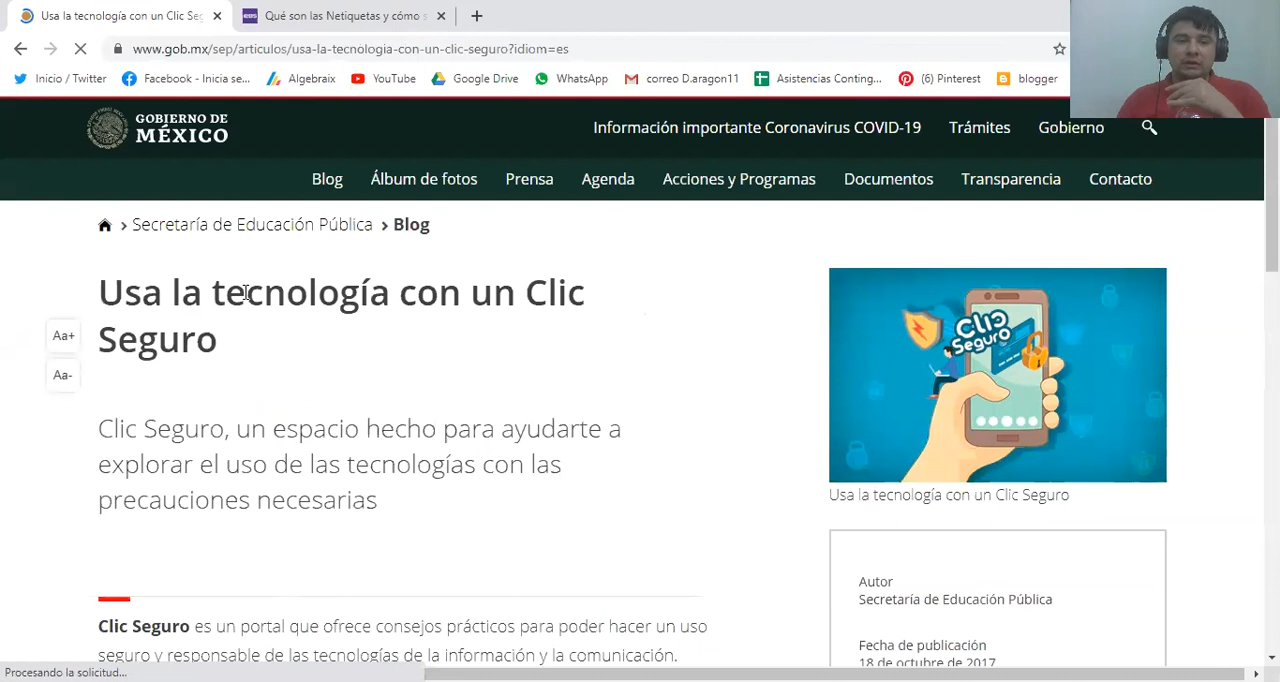 Usa la tecnología con un Clic Seg
Qué son las Netiquetas y cómo s
www.gob.mx/sep/articulos/usa-la-tecnologia-con-un-clic-seguro?idiom=es
Inicio / Twitter
Facebook - Inicia se...
Algebraix
YouTube
Google Drive
WhatsApp
correo D.aragon11
Asistencias Conting...
(6) Pinterest
blogger
GOBIERNO DE
MÉXICO
Información importante Coronavirus COVID-19
Trámites
Gobierno
Blog
Álbum de fotos
Prensa
Agenda
Acciones y Programas
Documentos
Transparencia
Contacto
> Secretaría de Educación Pública > Blog
Usa la tecnología con un Clic
Seguro
Aa+
Aa-
Clic Seguro, un espacio hecho para ayudarte a
explorar el uso de las tecnologías con las
precauciones necesarias
Clic Seguro es un portal que ofrece consejos prácticos para poder hacer un uso
seguro y responsable de las tecnologías de la información y la comunicación.
Clic
Seguro
Usa la tecnología con un Clic Seguro
Autor
Secretaría de Educación Pública
Fecha de publicación
18 de octubre de 2017
Procesando la solicitud...